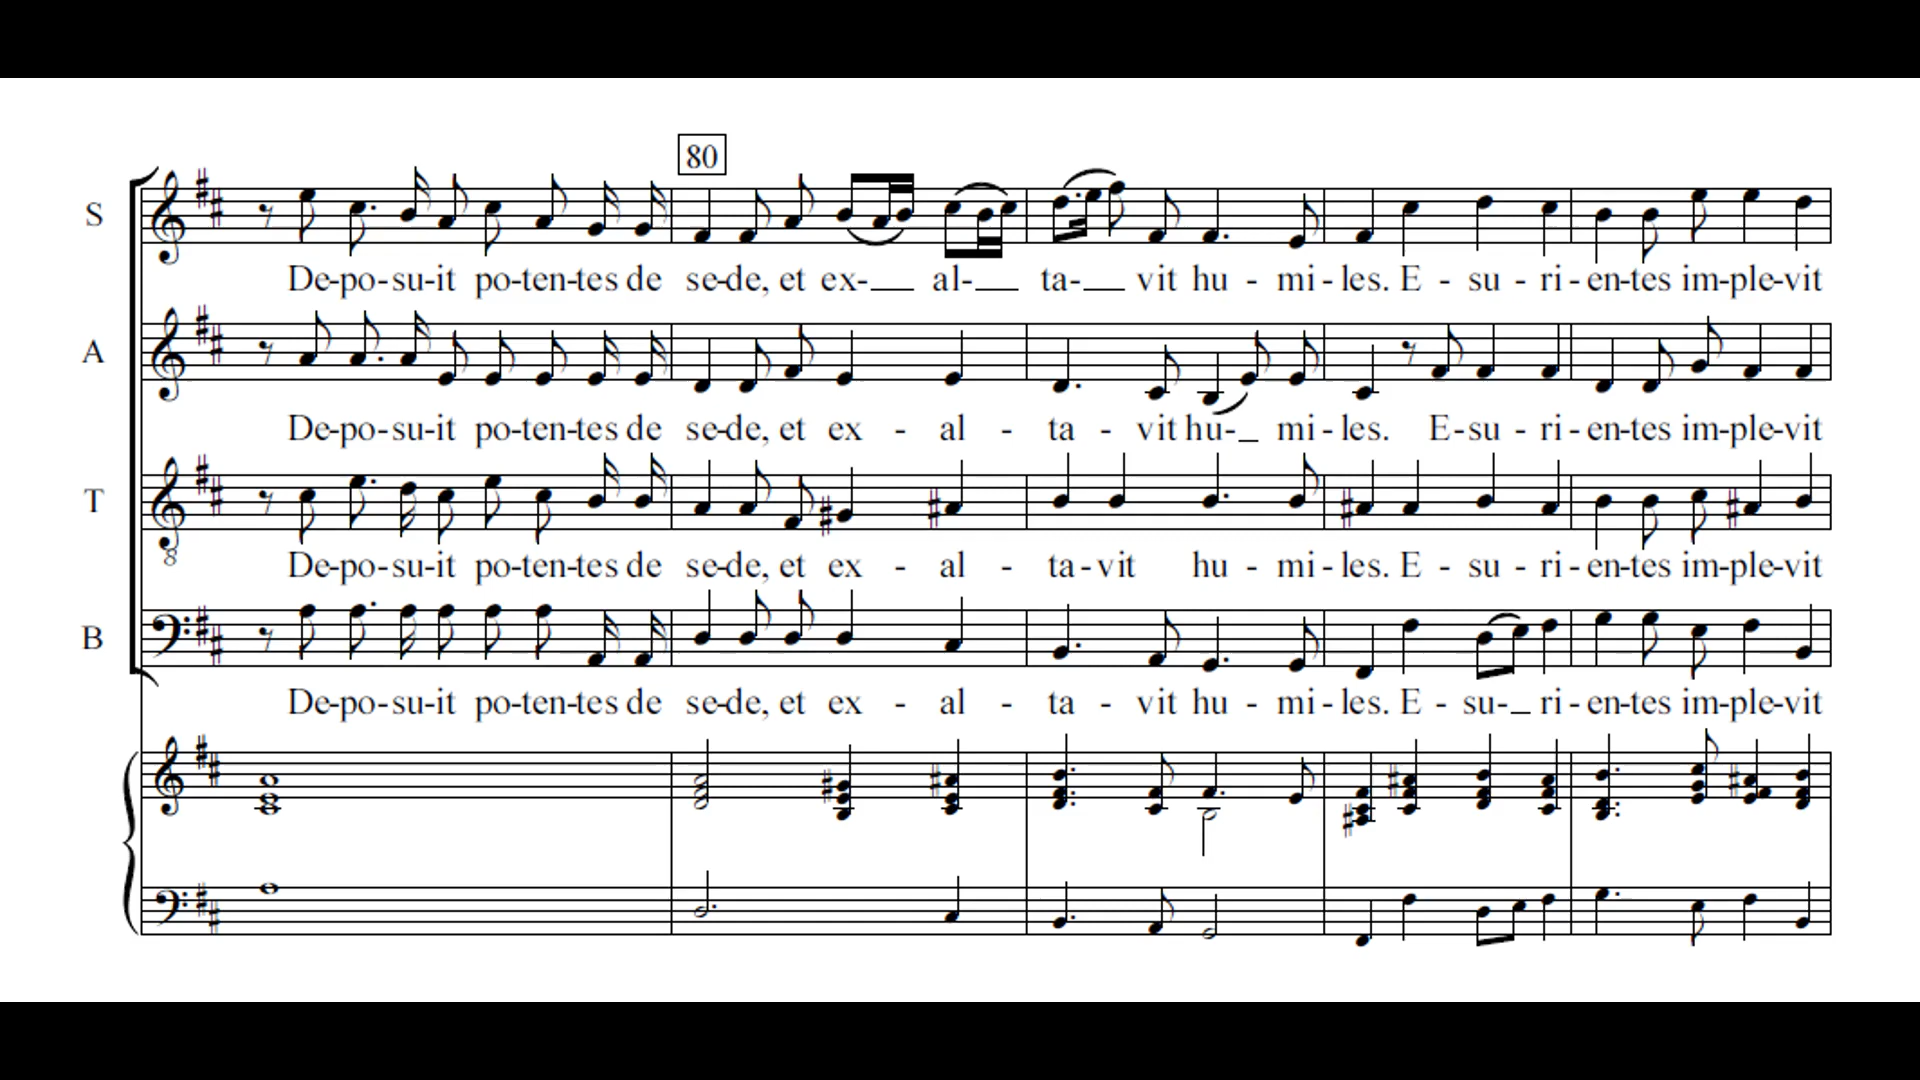 80
S
De-po-su-it po-ten-tes de se-de, et ex-__ al-__ ta-__ vit hu - mi-les. E - su - ri-en-tes im-ple-vit
A
De-po-su-it po-ten-tes de se-de, et ex - al - ta - vit hu-_ mi-les. E-su - ri-en-tes im-ple-vit
T
8
De-po-su-it po-ten-tes de se-de, et ex - al - ta-vit hu - mi-les. E - su - ri-en-tes im-ple-vit
B
De-po-su-it po-ten-tes de se-de, et ex - al - ta - vit hu - mi-les. E - su-_ ri-en-tes im-ple-vit